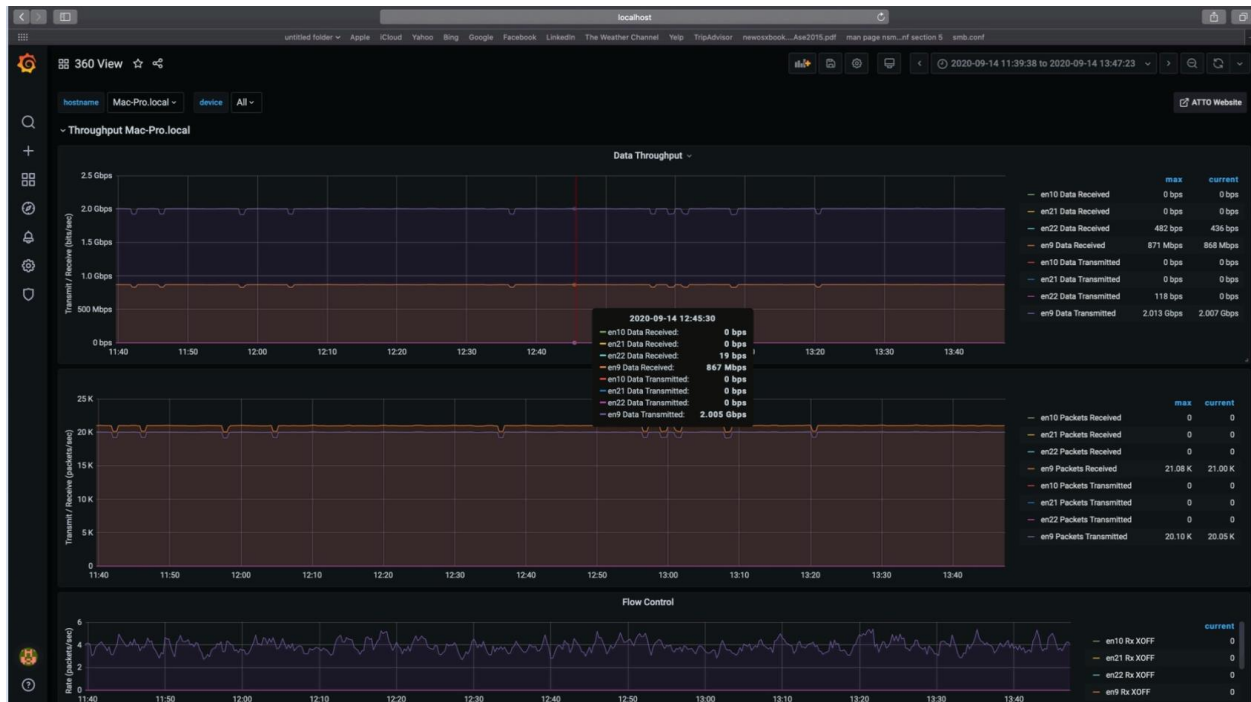 localhost
untitled folder Apple iCloud Yahoo Bing Google Facebook LinkedIn The Weather Channel Yelp TripAdvisor newosxbook....Ase2015.pdf man page nsm...nf section 5 smb.conf
360 View 2020-09-14 11:39:38 to 2020-09-14 13:47:23
hostname Mac-Pro.local device All ATTO Website
Throughput Mac-Pro.local
Data Throughput
Transmit / Receive (bits/sec)
2.5 Gbps
2.0 Gbps
1.5 Gbps
1.0 Gbps
500 Mbps
0 bps
11:40 11:50 12:00 12:10 12:20 12:30 12:40 13:20 13:30 13:40
max current
en10 Data Received 0 bps 0 bps
en21 Data Received 0 bps 0 bps
en22 Data Received 482 bps 436 bps
en9 Data Received 871 Mbps 868 Mbps
en10 Data Transmitted 0 bps 0 bps
en21 Data Transmitted 0 bps 0 bps
en22 Data Transmitted 118 bps 0 bps
en9 Data Transmitted 2.013 Gbps 2.007 Gbps
2020-09-14 12:45:30
en10 Data Received: 0 bps
en21 Data Received: 0 bps
en22 Data Received: 19 bps
en9 Data Received: 867 Mbps
en10 Data Transmitted: 0 bps
en21 Data Transmitted: 0 bps
en22 Data Transmitted: 0 bps
en9 Data Transmitted: 2.005 Gbps
Transmit / Receive (packets/sec)
25 K
20 K
15 K
10 K
5 K
0
11:40 11:50 12:00 12:10 12:20 12:30 12:40 12:50 13:00 13:10 13:20 13:30 13:40
max current
en10 Packets Received 0 0
en21 Packets Received 0 0
en22 Packets Received 0 0
en9 Packets Received 21.08 K 21.00 K
en10 Packets Transmitted 0 0
en21 Packets Transmitted 0 0
en22 Packets Transmitted 0 0
en9 Packets Transmitted 20.10 K 20.05 K
Flow Control
Rate (packets/sec)
6
4
2
0
11:40 11:50 12:00 12:10 12:20 12:30 12:40 12:50 13:00 13:10 13:20 13:30 13:40
current
en10 Rx XOFF 0
en21 Rx XOFF 0
en22 Rx XOFF 0
en9 Rx XOFF 0